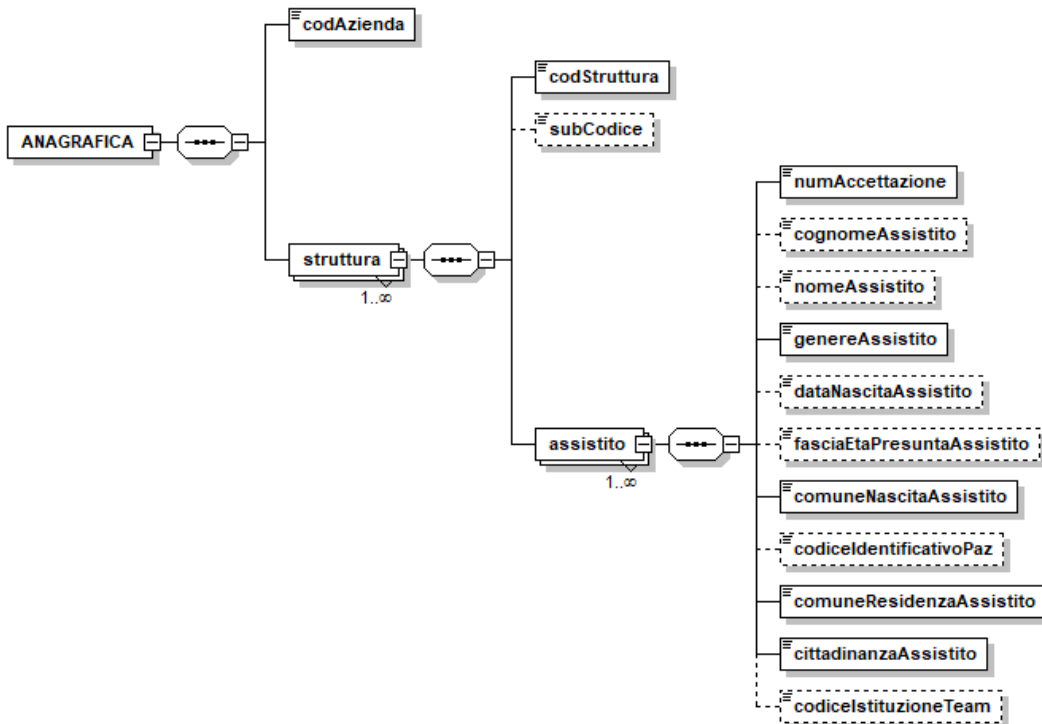 codAzienda
codStruttura
subCodice
ANAGRAFICA
numAccettazione
cognomeAssistito
struttura
1..∞
nomeAssistito
genereAssistito
dataNascitaAssistito
assistito
1..∞
fasciaEtaPresuntaAssistito
comuneNascitaAssistito
codiceIdentificativoPaz
comuneResidenzaAssistito
cittadinanzaAssistito
codiceIstituzioneTeam